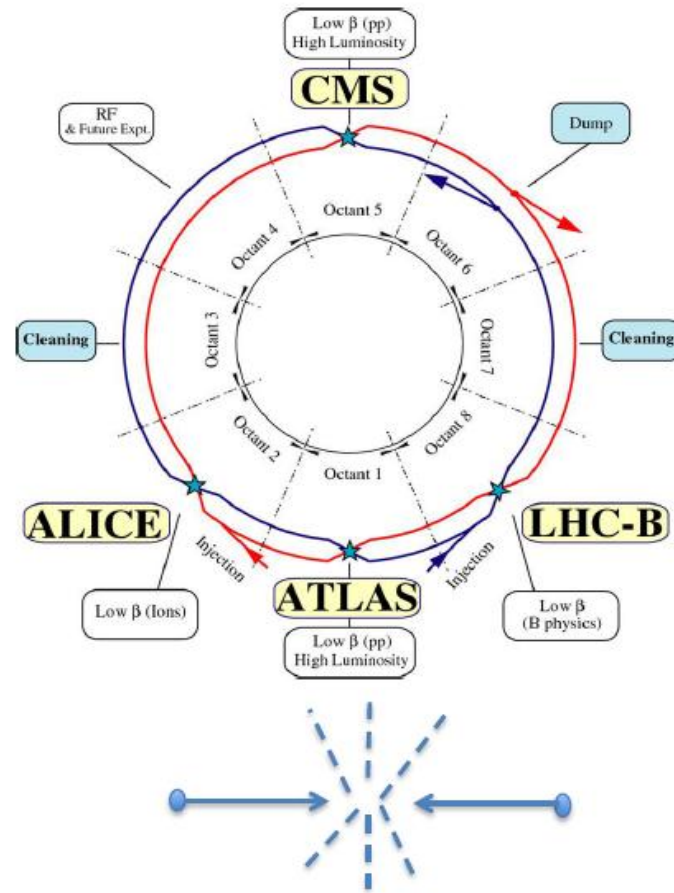 Low β (pp)
High Luminosity
CMS
RF
& Future Expt.
Dump
Octant 5
Octant 4
Octant 6
Cleaning
Octant 3
Octant 7
Cleaning
Octant 2
Octant 8
Octant 1
ALICE
LHC-B
Injection
Injection
ATLAS
Low β (Ions)
Low β (pp)
High Luminosity
Low β
(B physics)